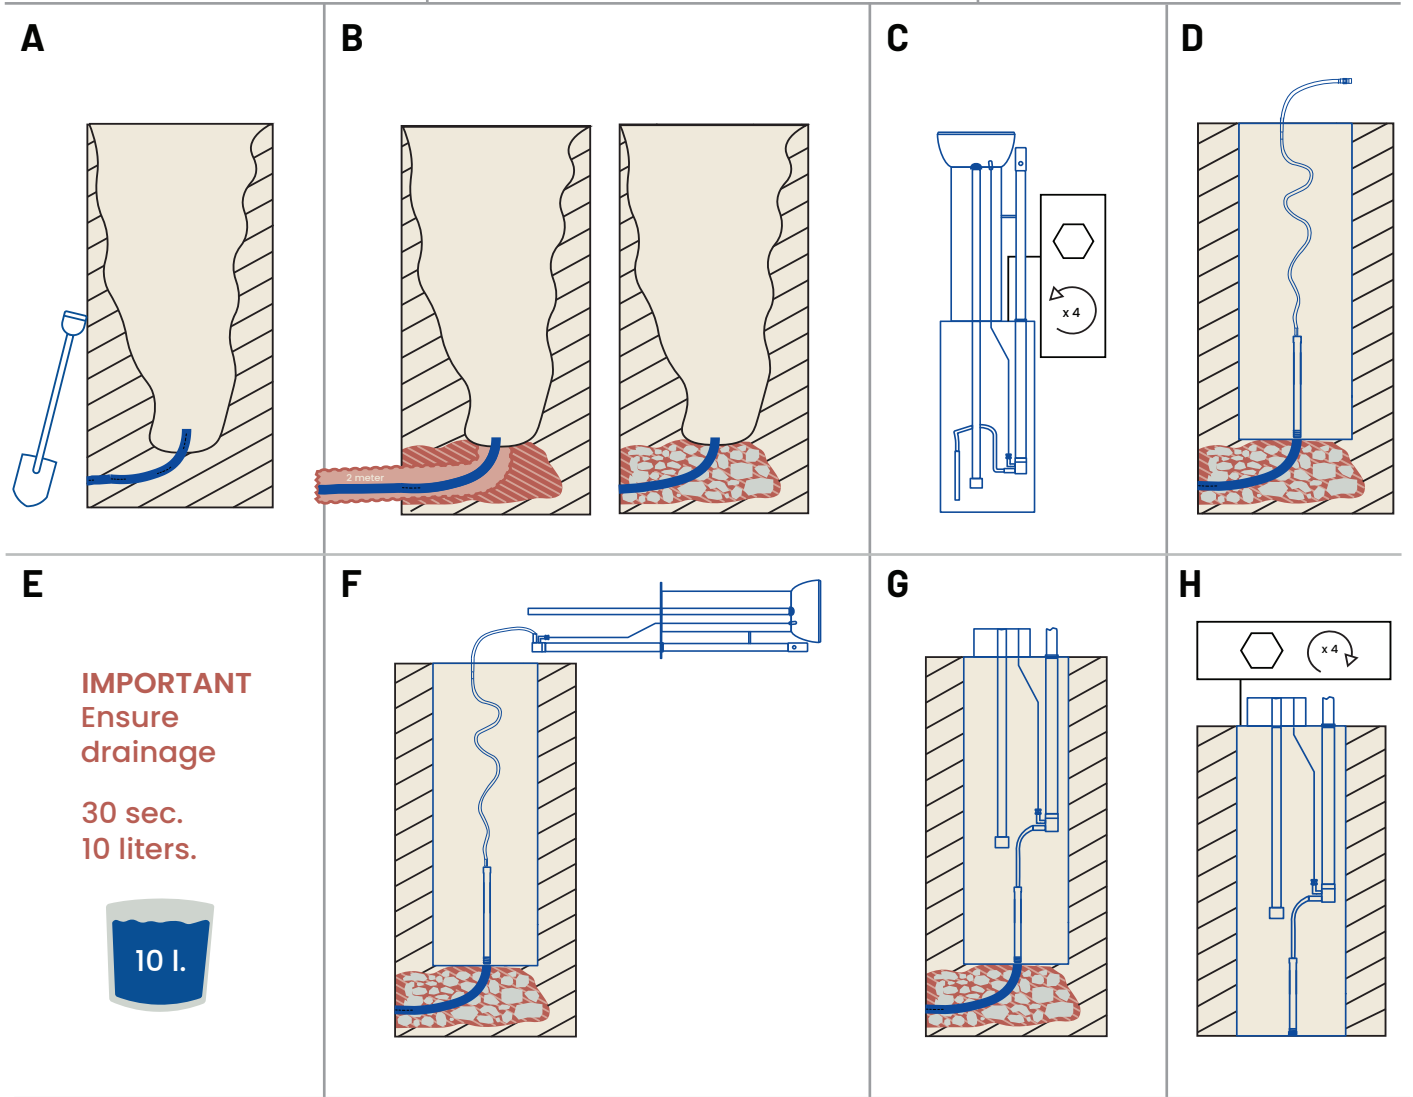 A
B
C
D
2 meter
x 4
E
F
G
H
IMPORTANT
Ensure
drainage
30 sec.
10 liters.
10 l.
x 4